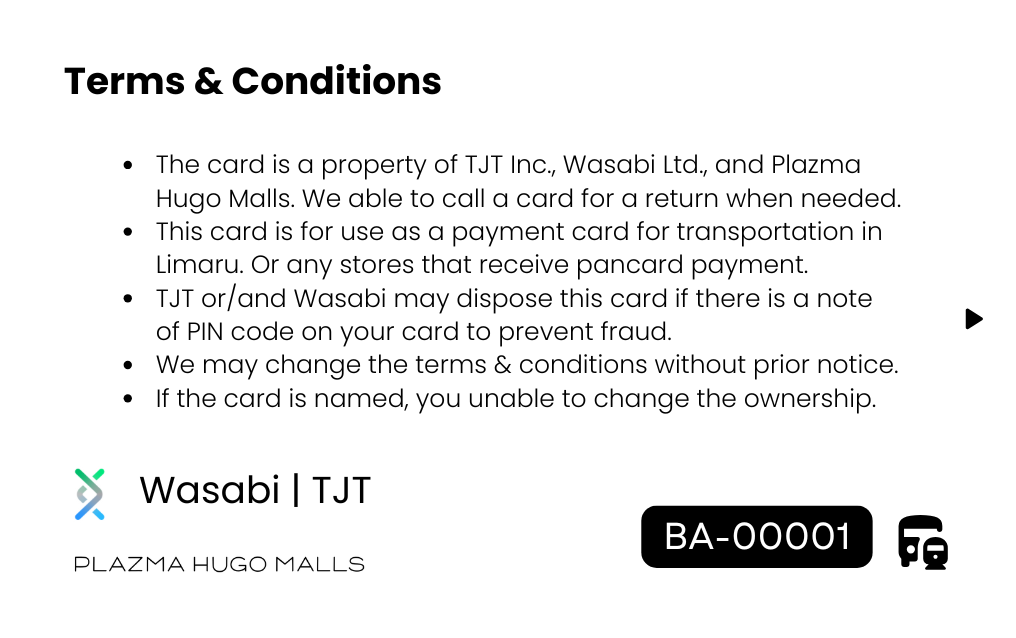 Terms & Conditions
• The card is a property of TJT Inc., Wasabi Ltd., and Plazma
Hugo Malls. We able to call a card for a return when needed.
• This card is for use as a payment card for transportation in
Limaru. Or any stores that receive pancard payment.
• TJT or/and Wasabi may dispose this card if there is a note
of PIN code on your card to prevent fraud.
• We may change the terms & conditions without prior notice.
• If the card is named, you unable to change the ownership.
Wasabi | TJT
PLAZMA HUGO MALLS
BA-00001